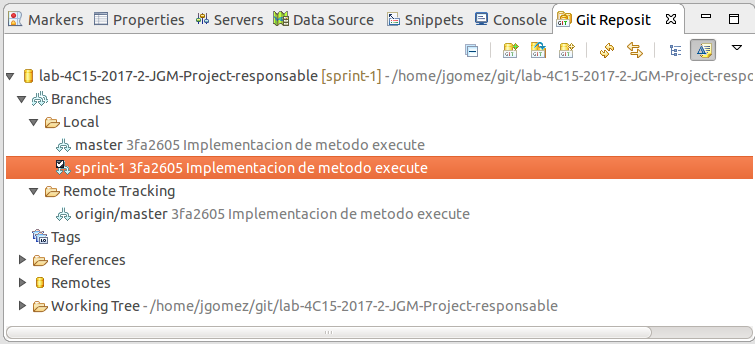 Markers Properties Servers Data Source Snippets Console Git Reposit
lab-4C15-2017-2-JGM-Project-responsable [sprint-1] - /home/jgomez/git/lab-4C15-2017-2-JGM-Project-respo
Branches
Local
master 3fa2605 Implementacion de metodo execute
sprint-1 3fa2605 Implementacion de metodo execute
Remote Tracking
origin/master 3fa2605 Implementacion de metodo execute
Tags
References
Remotes
Working Tree - /home/jgomez/git/lab-4C15-2017-2-JGM-Project-responsable